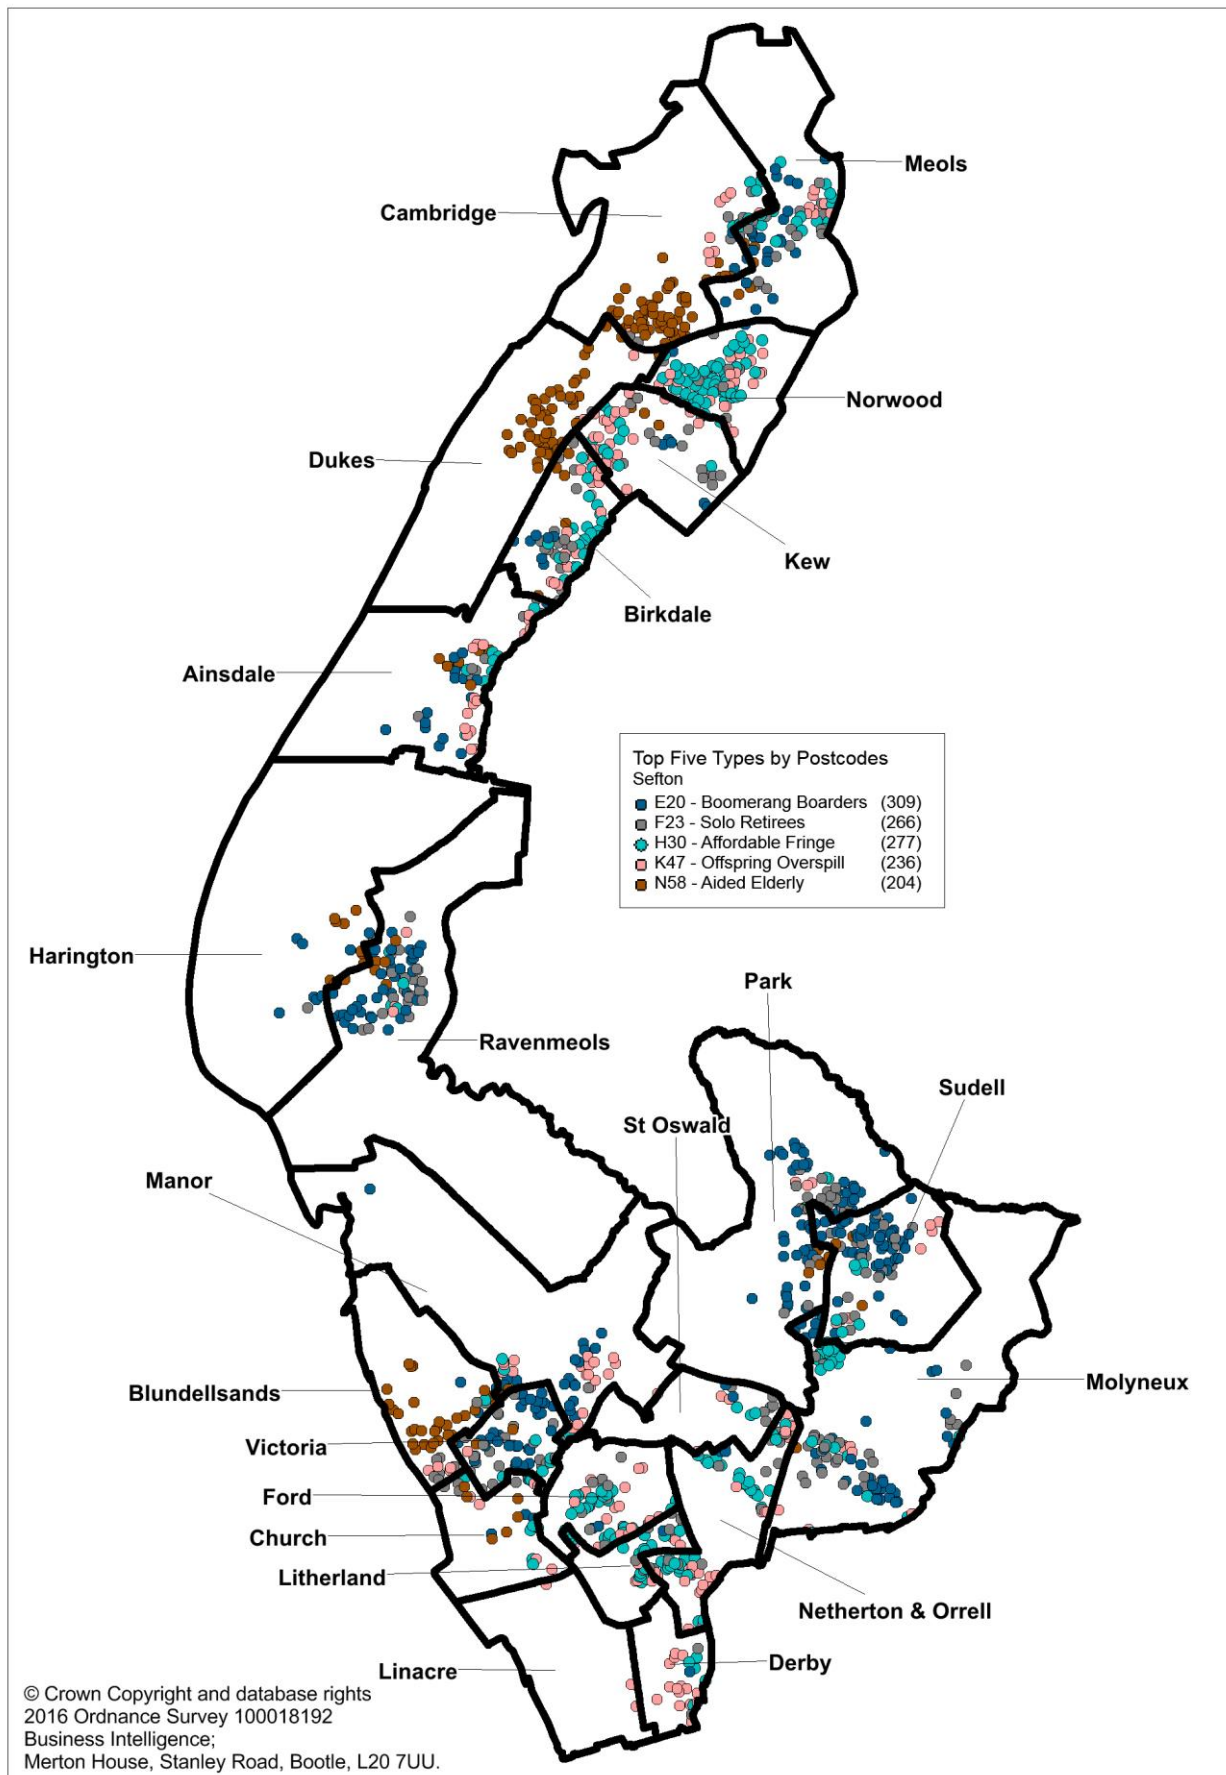 Meols
Cambridge
Norwood
Dukes
Kew
Birkdale
Ainsdale
Top Five Types by Postcodes
Sefton
E20 - Boomerang Boarders (309)
F23 - Solo Retirees (266)
H30 - Affordable Fringe (277)
K47 - Offspring Overspill (236)
N58 - Aided Elderly (204)
Harington
Park
Ravenmeols
Sudell
St Oswald
Manor
Blundellsands
Molyneux
Victoria
Ford
Church
Litherland
Netherton & Orrell
Linacre
Derby
© Crown Copyright and database rights
2016 Ordnance Survey 100018192
Business Intelligence;
Merton House, Stanley Road, Bootle, L20 7UU.